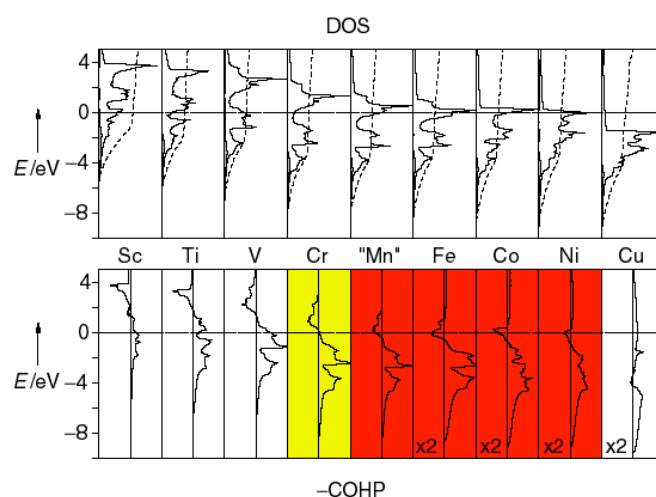 DOS
4
0
E/eV
−4
−8
Sc Ti V Cr "Mn" Fe Co Ni Cu
4
0
E/eV
−4
−8
x2 x2 x2 x2
−COHP